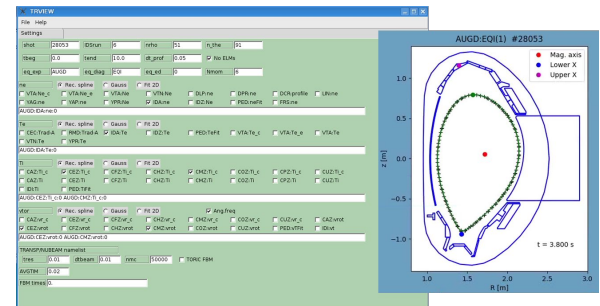 TRVIEW
File Help
Settings
shot 28053 IDSrun 6 nrho 51 n_the 91
tbeg 0.0 tend 10.0 dt_prof 0.05 No ELMs
eq_exp AUGD eq_diag EQI eq_ed 0 Nmom 6
ne Rec. spline Gauss Fit 2D
VTA:Ne_c VTA:Ne_e VTA:Ne VTN:Ne DLP:ne DPR:ne DCR:profile LIN:ne
YAG:ne YAP:ne YPR:Ne IDA:ne IDZ:Ne PED:neFit FRS:ne
AUGD:IDA:ne:0
Te Rec. spline Gauss Fit 2D
CEC:Trad-A RMD:Trad-A IDA:Te IDZ:Te PED:TeFit VTA:Te_c VTA:Te_e VTA:Te
VTN:Te YPR:Te
AUGD:IDA:Te:0
Ti Rec. spline Gauss Fit 2D
CAZ:Ti_c CEZ:Ti_c CFZ:Ti_c CHZ:Ti_c CMZ:Ti_c COZ:Ti_c CPZ:Ti_c CUZ:Ti_c
CAZ:Ti CEZ:Ti CFZ:Ti CHZ:Ti CMZ:Ti COZ:Ti CPZ:Ti CUZ:Ti
IDI:Ti PED:TiFit
AUGD:CEZ:Ti_c:0 AUGD:CMZ:Ti_c:0
vtor Rec. spline Gauss Fit 2D Ang.freq
CAZ:vr_c CEZ:vr_c CFZ:vr_c CHZ:vr_c CMZ:vr_c COZ:vr_c CUZ:vr_c CAZ:vrot
CEZ:vrot CFZ:vrot CHZ:vrot CMZ:vrot COZ:vrot CUZ:vrot PED:vTFit IDI:vt
AUGD:CEZ:vrot:0 AUGD:CMZ:vrot:0
TRANSP/NUBEAM namelist
tres 0.01 dtbeam 0.01 nmc 50000 TORIC FBM
AVGTIM 0.02
FBM times 0.
AUGD:EQI(1) #28053
Mag. axis
Lower X
Upper X
1.0
0.5
0.0
−0.5
−1.0
z [m]
t = 3.800 s
1.0 1.5 2.0 2.5 3.0
R [m]